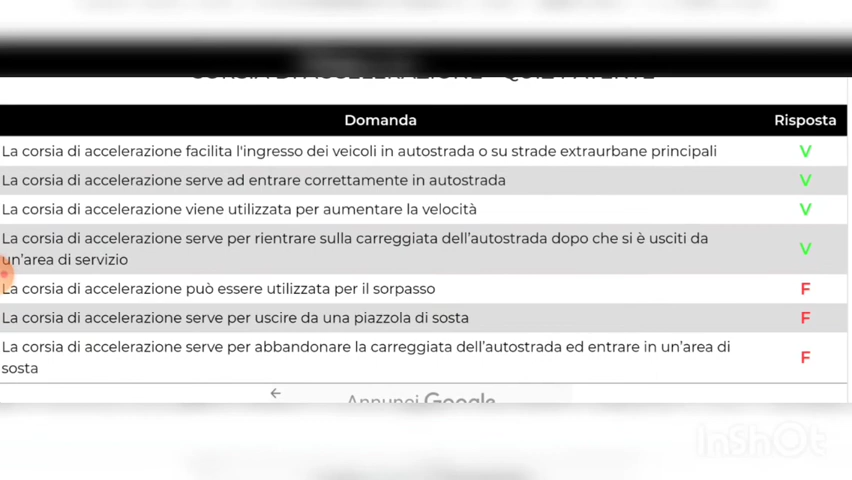 CORSIA DI ACCELERAZIONE - QUIZ PATENTE
Domanda Risposta
La corsia di accelerazione facilita l'ingresso dei veicoli in autostrada o su strade extraurbane principali V
La corsia di accelerazione serve ad entrare correttamente in autostrada V
La corsia di accelerazione viene utilizzata per aumentare la velocità V
La corsia di accelerazione serve per rientrare sulla carreggiata dell'autostrada dopo che si è usciti da
un'area di servizio V
La corsia di accelerazione può essere utilizzata per il sorpasso F
La corsia di accelerazione serve per uscire da una piazzola di sosta F
La corsia di accelerazione serve per abbandonare la carreggiata dell'autostrada ed entrare in un'area di
sosta F
Annunci Google
InShOt